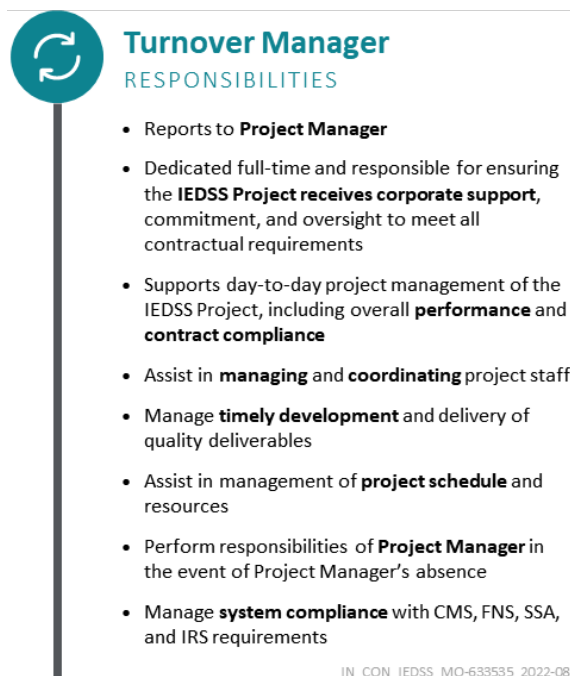 Turnover Manager
RESPONSIBILITIES
• Reports to Project Manager
• Dedicated full-time and responsible for ensuring
the IEDSS Project receives corporate support,
commitment, and oversight to meet all
contractual requirements
• Supports day-to-day project management of the
IEDSS Project, including overall performance and
contract compliance
• Assist in managing and coordinating project staff
• Manage timely development and delivery of
quality deliverables
• Assist in management of project schedule and
resources
• Perform responsibilities of Project Manager in
the event of Project Manager’s absence
• Manage system compliance with CMS, FNS, SSA,
and IRS requirements
IN_CON_IEDSS_MO-633535_2022-08